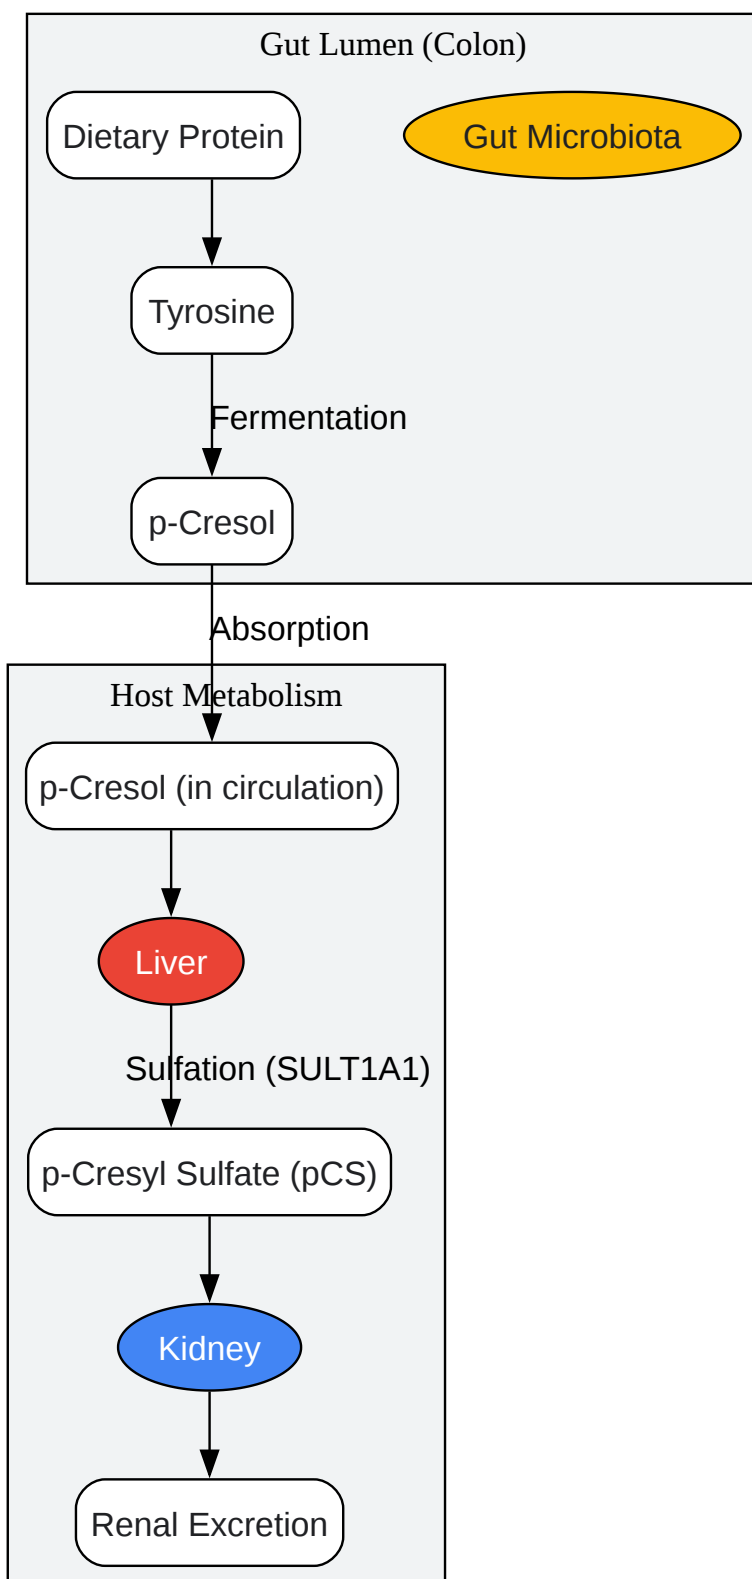 Gut Lumen (Colon)
Dietary Protein
Gut Microbiota
Tyrosine
Fermentation
p-Cresol
Absorption
Host Metabolism
p-Cresol (in circulation)
Liver
Sulfation (SULT1A1)
p-Cresyl Sulfate (pCS)
Kidney
Renal Excretion